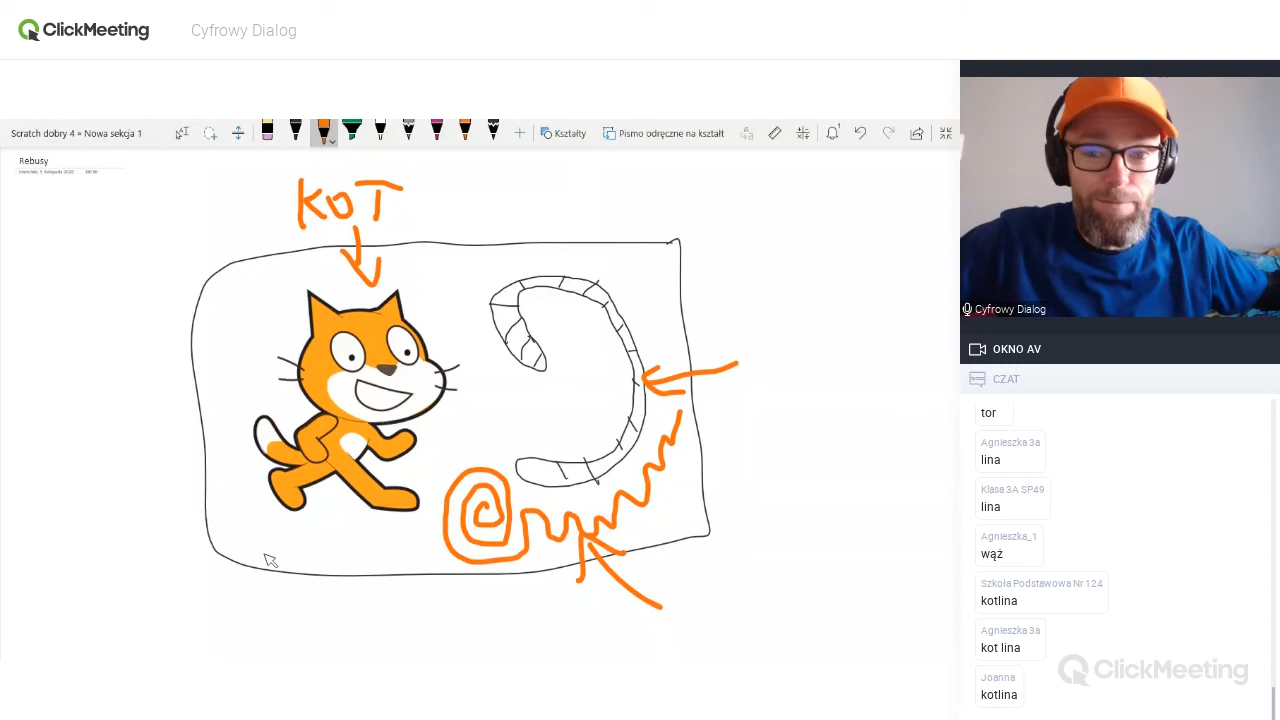 ClickMeeting
Cyfrowy Dialog
Scratch dobry 4 » Nowa sekcja 1
Kształty
Pismo odręczne na kształt
Rebusy
KOT
Cyfrowy Dialog
OKNO AV
CZAT
tor
Agnieszka 3a
lina
Klasa 3A SP49
lina
Agnieszka_1
wąż
Szkoła Podstawowa Nr 124
kotlina
Agnieszka 3a
kot lina
Joanna
kotlina
ClickMeeting